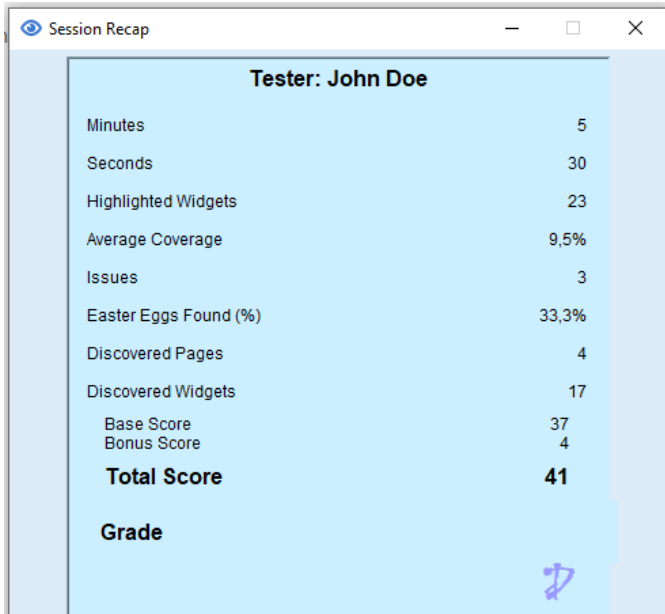 Session Recap
Tester: John Doe
Minutes 5
Seconds 30
Highlighted Widgets 23
Average Coverage 9,5%
Issues 3
Easter Eggs Found (%) 33,3%
Discovered Pages 4
Discovered Widgets 17
Base Score 37
Bonus Score 4
Total Score 41
Grade
D